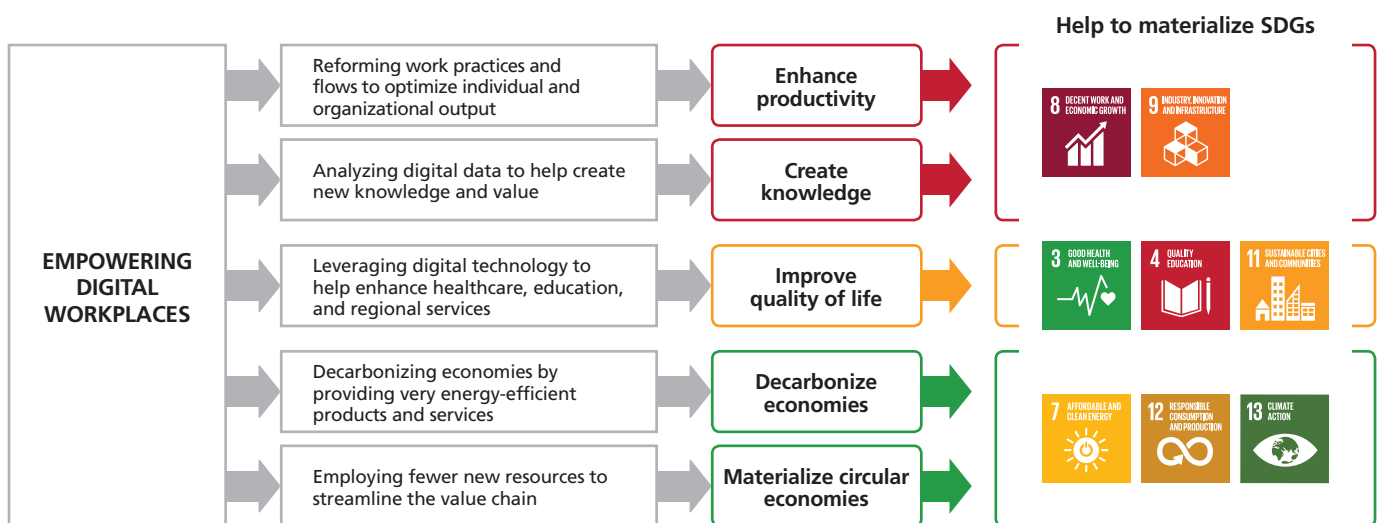 Help to materialize SDGs
EMPOWERING
DIGITAL
WORKPLACES
Reforming work practices and
flows to optimize individual and
organizational output
Enhance
productivity
Analyzing digital data to help create
new knowledge and value
Create
knowledge
8 DECENT WORK AND
ECONOMIC GROWTH
9 INDUSTRY, INNOVATION
AND INFRASTRUCTURE
Leveraging digital technology to
help enhance healthcare, education,
and regional services
Improve
quality of life
3 GOOD HEALTH
AND WELL-BEING
4 QUALITY
EDUCATION
11 SUSTAINABLE CITIES
AND COMMUNITIES
Decarbonizing economies by
providing very energy-efficient
products and services
Decarbonize
economies
Employing fewer new resources to
streamline the value chain
Materialize circular
economies
7 AFFORDABLE AND
CLEAN ENERGY
12 RESPONSIBLE
CONSUMPTION
AND PRODUCTION
13 CLIMATE
ACTION